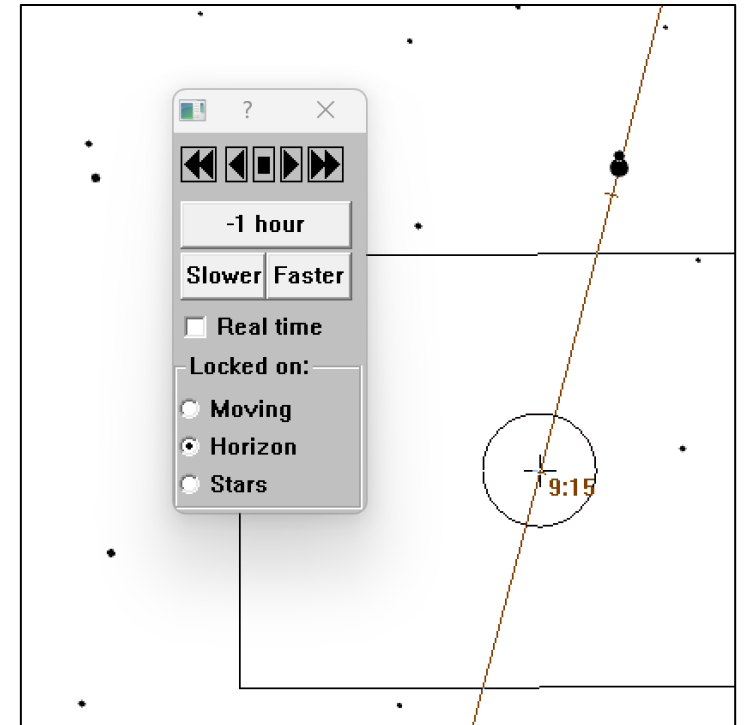 ?
-1 hour
Slower Faster
Real time
Locked on:
Moving
Horizon
Stars
9:15